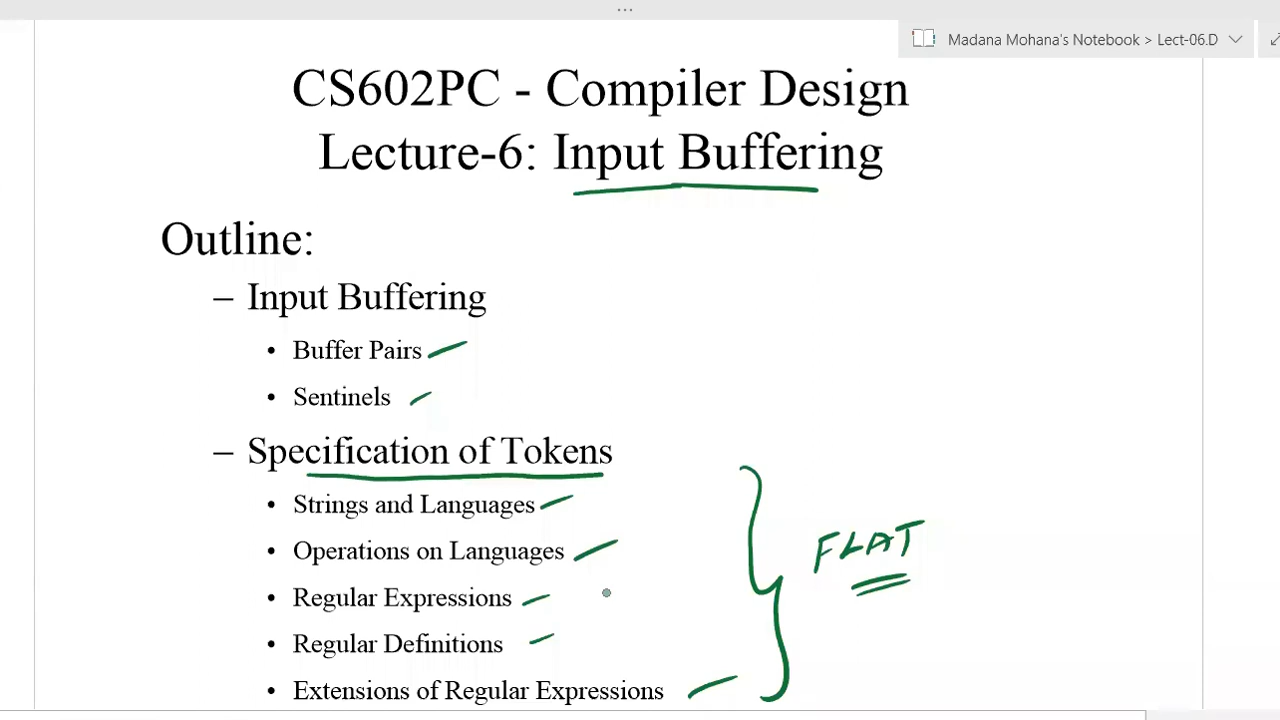 Madana Mohana's Notebook > Lect-06.D
CS602PC - Compiler Design
Lecture-6: Input Buffering
Outline:
– Input Buffering
• Buffer Pairs
• Sentinels
– Specification of Tokens
• Strings and Languages
• Operations on Languages
• Regular Expressions
• Regular Definitions
• Extensions of Regular Expressions
FLAT